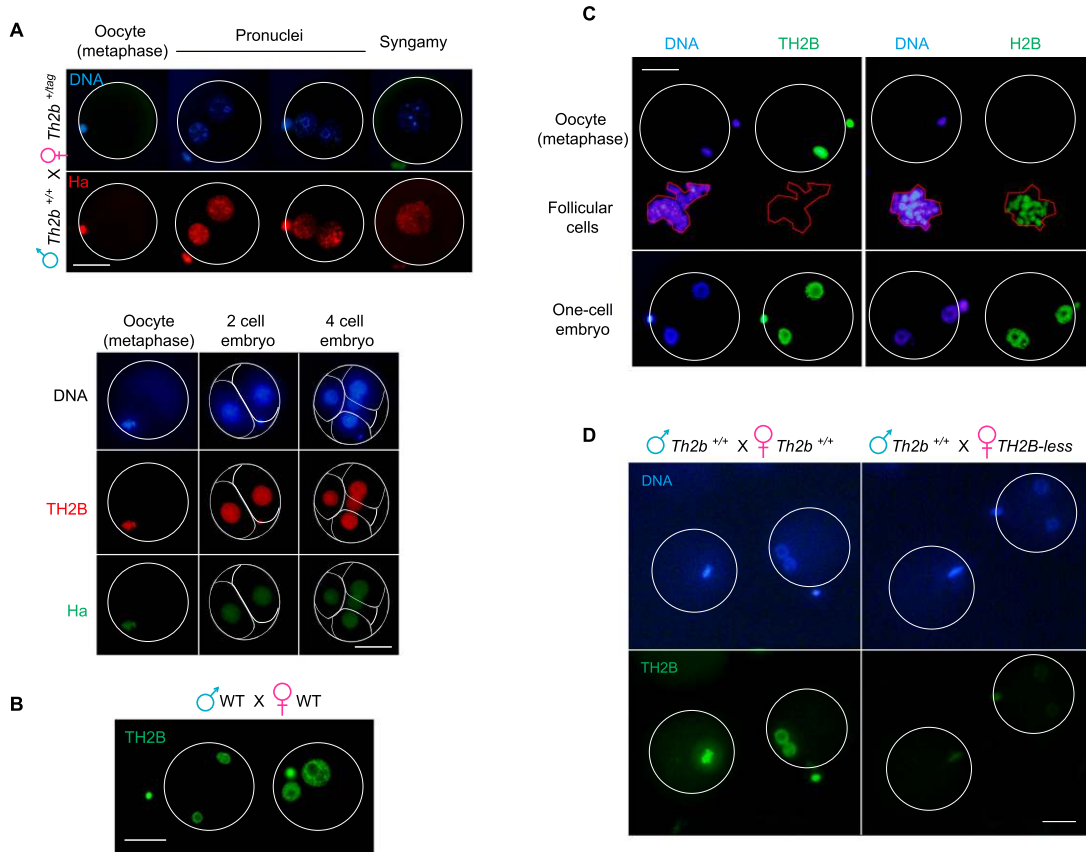 A
Oocyte
(metaphase)
Pronuclei
Syngamy
♂ Th2b +/+ X ♀ Th2b +/tag
DNA
Ha
Oocyte
(metaphase)
2 cell
embryo
4 cell
embryo
DNA
TH2B
Ha
B
♂ WT X ♀ WT
TH2B
C
DNA TH2B DNA H2B
Oocyte
(metaphase)
Follicular
cells
One-cell
embryo
D
♂ Th2b +/+ X ♀ Th2b +/+
♂ Th2b +/+ X ♀ TH2B-less
DNA
TH2B